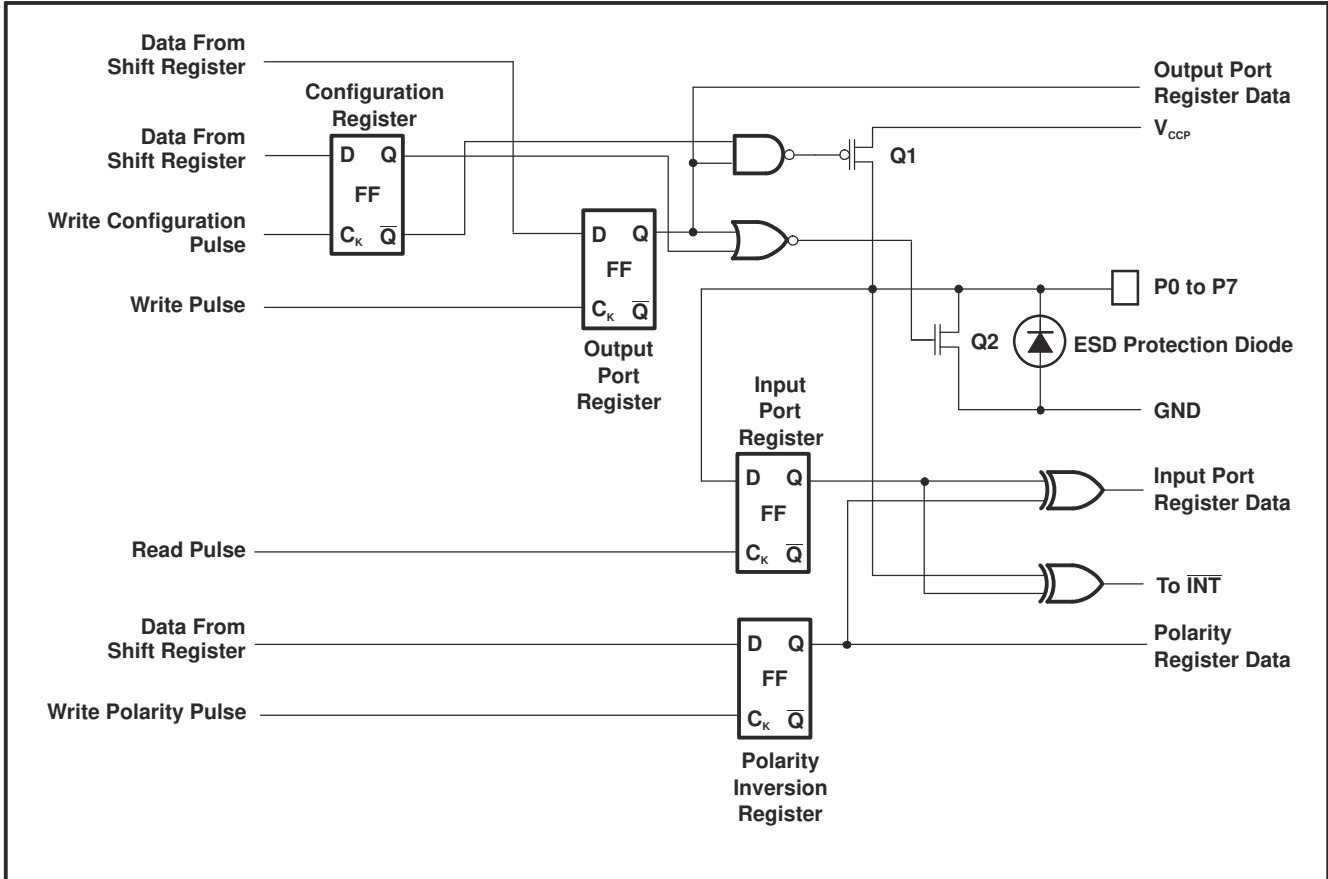 Data From
Shift Register
Configuration
Register
Data From
Shift Register
D Q
FF
CK Q̅
Write Configuration
Pulse
D Q
FF
CK Q̅
Write Pulse
Output
Port
Register
Output Port
Register Data
VCCP
Q1
P0 to P7
Q2
ESD Protection Diode
GND
Input
Port
Register
D Q
FF
CK Q̅
Read Pulse
Input Port
Register Data
To I̅N̅T̅
Data From
Shift Register
D Q
FF
CK Q̅
Write Polarity Pulse
Polarity
Register Data
Polarity
Inversion
Register